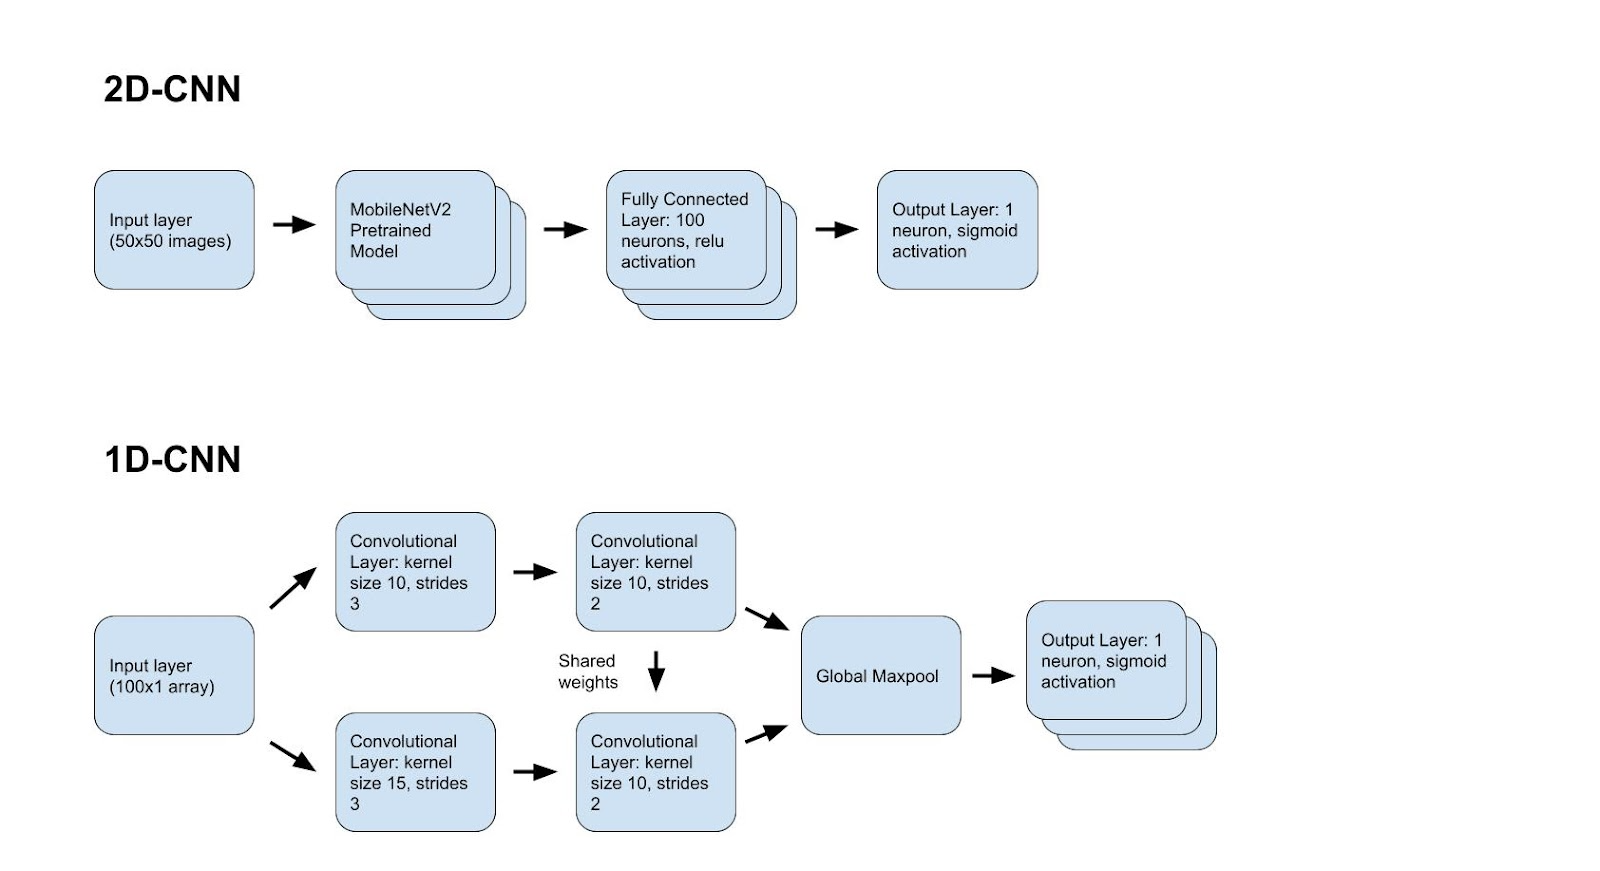 2D-CNN
Input layer
(50x50 images)
MobileNetV2
Pretrained
Model
Fully Connected
Layer: 100
neurons, relu
activation
Output Layer: 1
neuron, sigmoid
activation
1D-CNN
Input layer
(100x1 array)
Convolutional
Layer: kernel
size 10, strides
3
Convolutional
Layer: kernel
size 10, strides
2
Shared
weights
Convolutional
Layer: kernel
size 15, strides
3
Convolutional
Layer: kernel
size 10, strides
2
Global Maxpool
Output Layer: 1
neuron, sigmoid
activation